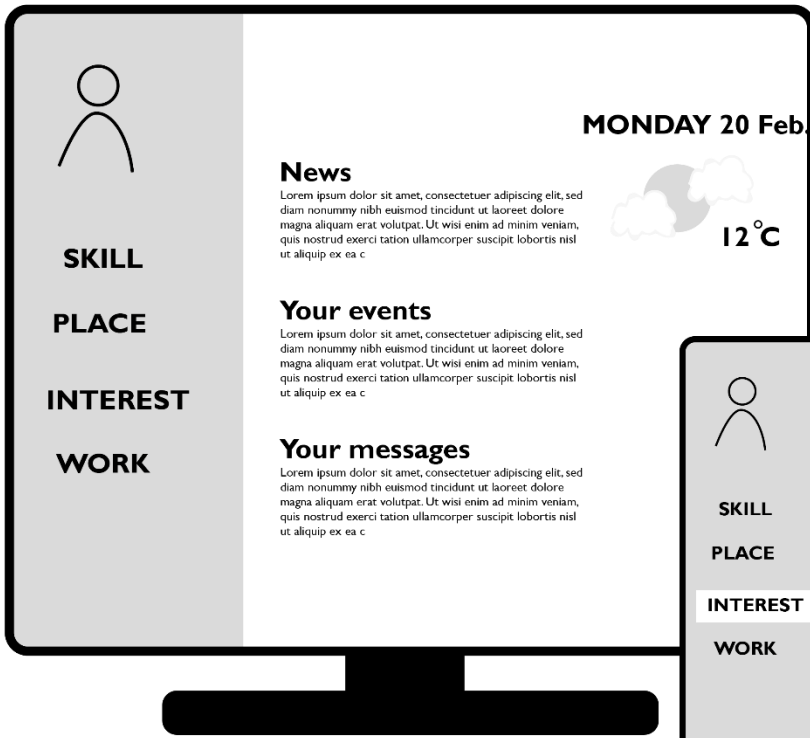 SKILL
PLACE
INTEREST
WORK
MONDAY 20 Feb.
12°C
News
Lorem ipsum dolor sit amet, consectetuer adipiscing elit, sed
diam nonummy nibh euismod tincidunt ut laoreet dolore
magna aliquam erat volutpat. Ut wisi enim ad minim veniam,
quis nostrud exerci tation ullamcorper suscipit lobortis nisl
ut aliquip ex ea c
Your events
Lorem ipsum dolor sit amet, consectetuer adipiscing elit, sed
diam nonummy nibh euismod tincidunt ut laoreet dolore
magna aliquam erat volutpat. Ut wisi enim ad minim veniam,
quis nostrud exerci tation ullamcorper suscipit lobortis nisl
ut aliquip ex ea c
Your messages
Lorem ipsum dolor sit amet, consectetuer adipiscing elit, sed
diam nonummy nibh euismod tincidunt ut laoreet dolore
magna aliquam erat volutpat. Ut wisi enim ad minim veniam,
quis nostrud exerci tation ullamcorper suscipit lobortis nisl
ut aliquip ex ea c
SKILL
PLACE
INTEREST
WORK